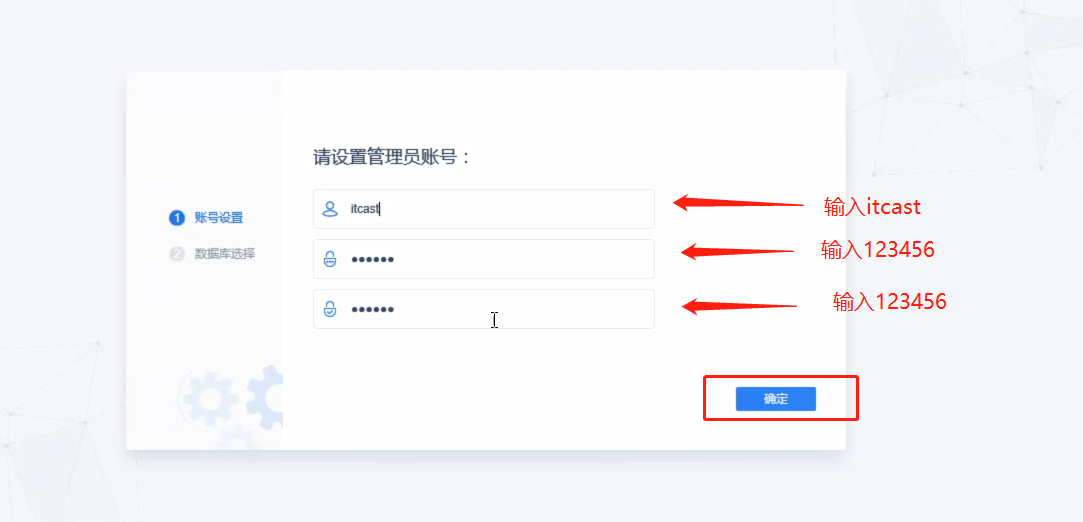 请设置管理员账号：
1 账号设置
2 数据库选择
itcast
••••••
••••••
输入itcast
输入123456
输入123456
确定